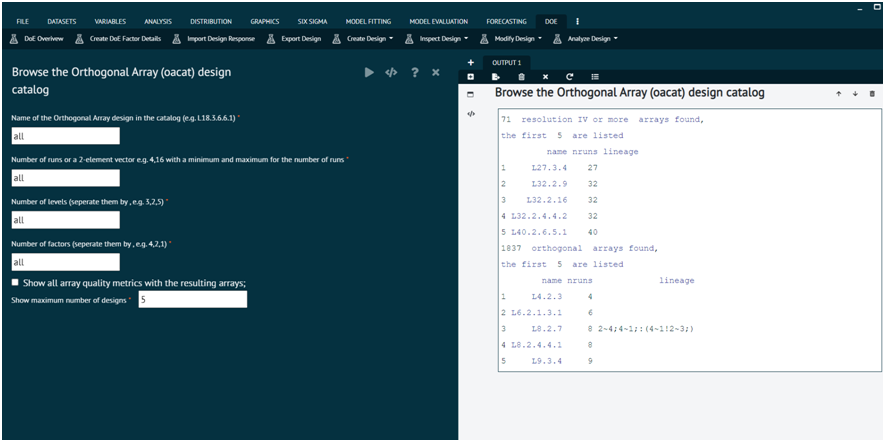 FILE DATASETS VARIABLES ANALYSIS DISTRIBUTION GRAPHICS SIX SIGMA MODEL FITTING MODEL EVALUATION FORECASTING DOE
DoE Overivew Create DoE Factor Details Import Design Response Export Design Create Design Inspect Design Modify Design Analyze Design
Browse the Orthogonal Array (oacat) design
catalog
Name of the Orthogonal Array design in the catalog (e.g. L18.3.6.6.1) *
all
Number of runs or a 2-element vector e.g. 4,16 with a minimum and maximum for the number of runs *
all
Number of levels (seperate them by , e.g. 3,2,5) *
all
Number of factors (seperate them by , e.g. 4,2,1) *
all
Show all array quality metrics with the resulting arrays;
Show maximum number of designs * 5
+ OUTPUT 1
Browse the Orthogonal Array (oacat) design catalog
71 resolution IV or more arrays found,
the first 5 are listed
name nruns lineage
1 L27.3.4 27
2 L32.2.9 32
3 L32.2.16 32
4 L32.2.4.4.2 32
5 L40.2.6.5.1 40
1837 orthogonal arrays found,
the first 5 are listed
name nruns lineage
1 L4.2.3 4
2 L6.2.1.3.1 6
3 L8.2.7 8 2~4;4~1;:(4~1!2~3;)
4 L8.2.4.4.1 8
5 L9.3.4 9